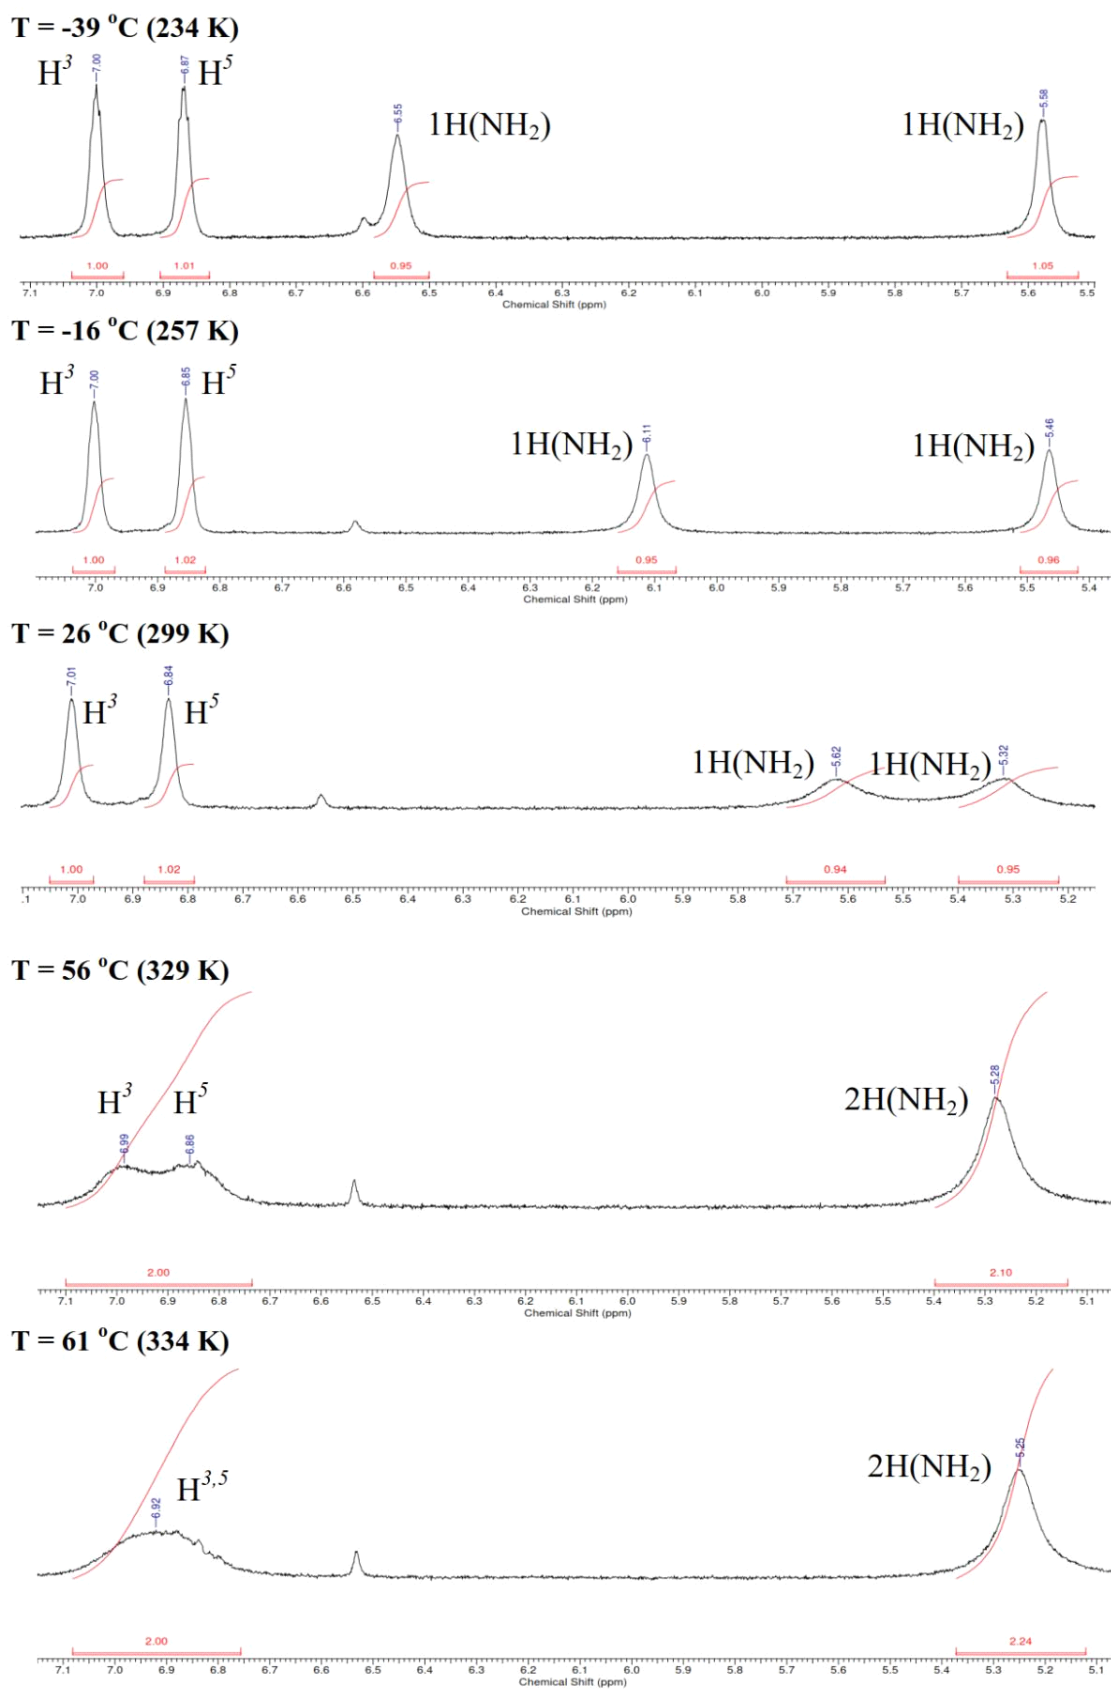 T = -39 °C (234 K)
H³ 7.00 6.87 H⁵ 6.55 1H(NH₂) 1H(NH₂) 5.58
1.00 1.01 0.95 1.05
7.1 7.0 6.9 6.8 6.7 6.6 6.5 6.4 6.3 6.2 6.1 6.0 5.9 5.8 5.7 5.6 5.5
Chemical Shift (ppm)
T = -16 °C (257 K)
H³ 7.00 6.85 H⁵ 1H(NH₂) 6.11 1H(NH₂) 5.46
1.00 1.02 0.95 0.96
7.0 6.9 6.8 6.7 6.6 6.5 6.4 6.3 6.2 6.1 6.0 5.9 5.8 5.7 5.6 5.5 5.4
Chemical Shift (ppm)
T = 26 °C (299 K)
7.01 H³ 6.84 H⁵ 1H(NH₂) 5.62 1H(NH₂) 5.32
1.00 1.02 0.94 0.95
.1 7.0 6.9 6.8 6.7 6.6 6.5 6.4 6.3 6.2 6.1 6.0 5.9 5.8 5.7 5.6 5.5 5.4 5.3 5.2
Chemical Shift (ppm)
T = 56 °C (329 K)
H³ 6.99 H⁵ 6.86 2H(NH₂) 5.28
2.00 2.10
7.1 7.0 6.9 6.8 6.7 6.6 6.5 6.4 6.3 6.2 6.1 6.0 5.9 5.8 5.7 5.6 5.5 5.4 5.3 5.2 5.1
Chemical Shift (ppm)
T = 61 °C (334 K)
6.92 H³,⁵ 2H(NH₂) 5.25
2.00 2.24
7.1 7.0 6.9 6.8 6.7 6.6 6.5 6.4 6.3 6.2 6.1 6.0 5.9 5.8 5.7 5.6 5.5 5.4 5.3 5.2 5.1
Chemical Shift (ppm)